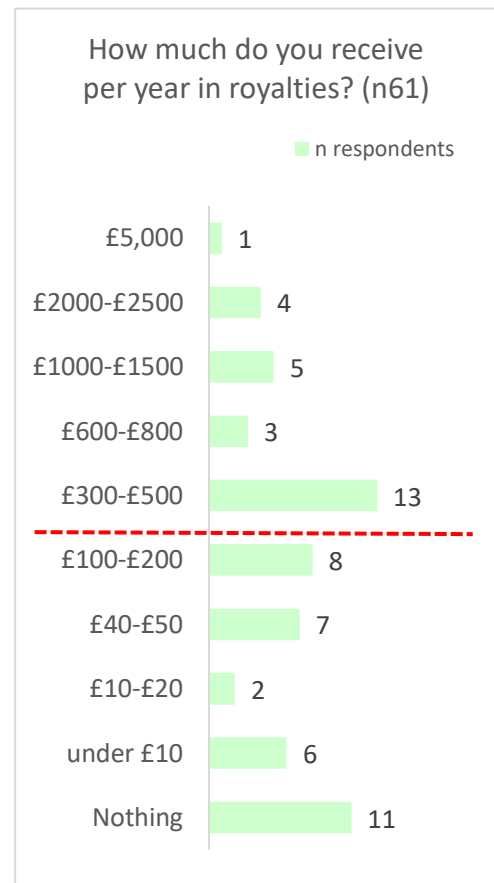 How much do you receive
per year in royalties? (n61)
n respondents
£5,000 1
£2000-£2500 4
£1000-£1500 5
£600-£800 3
£300-£500 13
£100-£200 8
£40-£50 7
£10-£20 2
under £10 6
Nothing 11